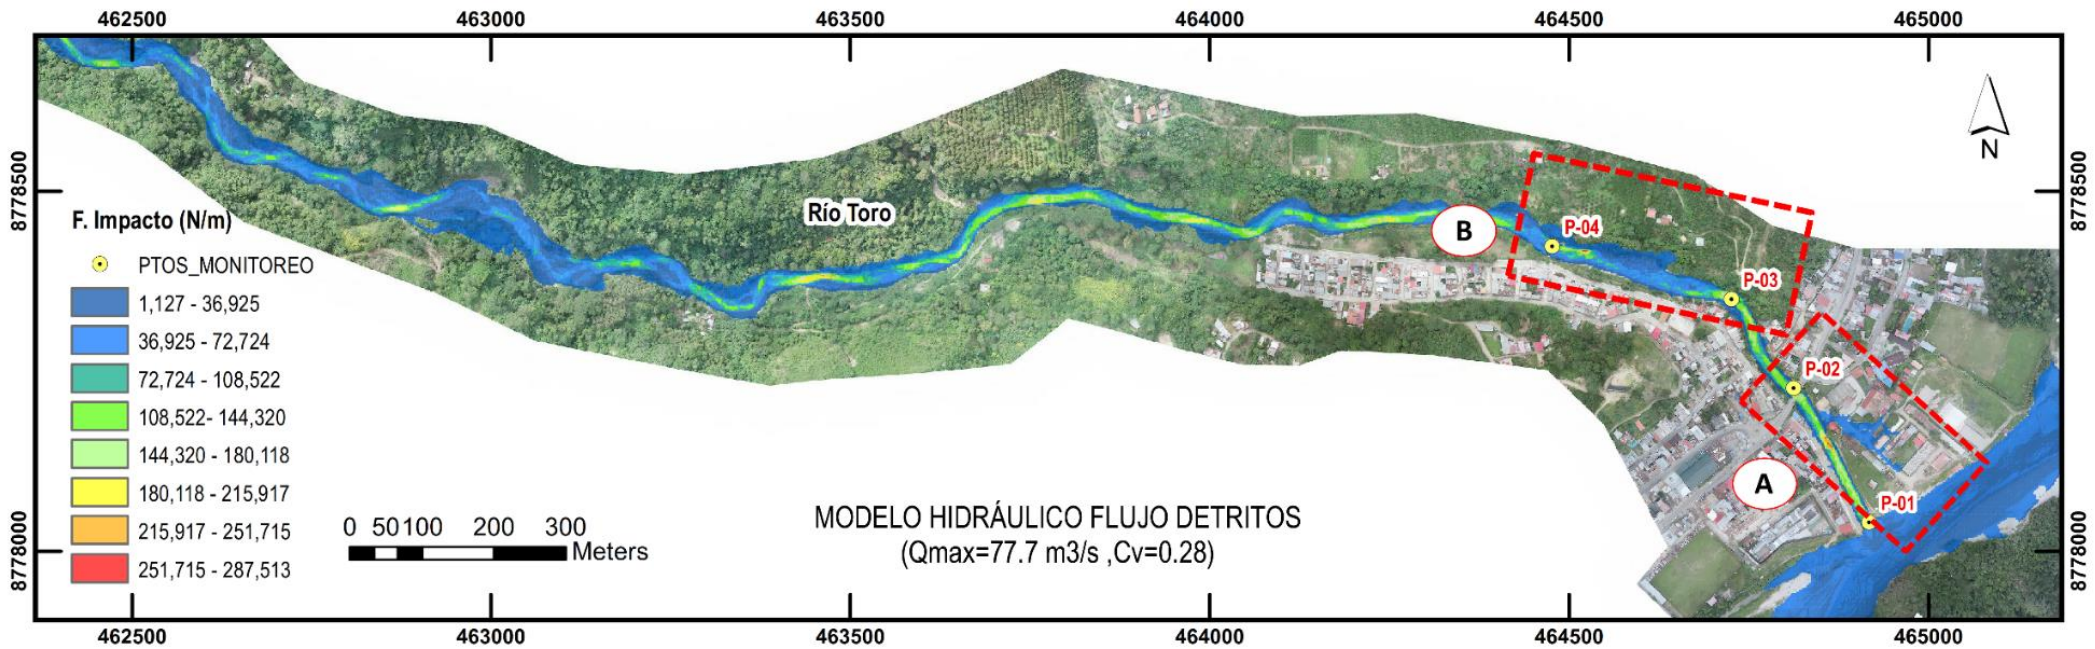 462500 463000 463500 464000 464500 465000
8778500
8778500
N
Río Toro
B
P-04
P-03
P-02
P-01
A
F. Impacto (N/m)
PTOS_MONITOREO
1,127 - 36,925
36,925 - 72,724
72,724 - 108,522
108,522- 144,320
144,320 - 180,118
180,118 - 215,917
215,917 - 251,715
251,715 - 287,513
0 50 100 200 300
Meters
MODELO HIDRÁULICO FLUJO DETRITOS
(Qmax=77.7 m3/s ,Cv=0.28)
8778000
8778000
462500 463000 463500 464000 464500 465000